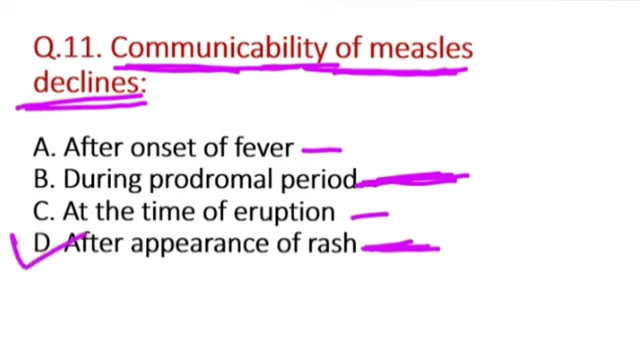 Q.11. Communicability of measles
declines:
A. After onset of fever
B. During prodromal period
C. At the time of eruption
D. After appearance of rash